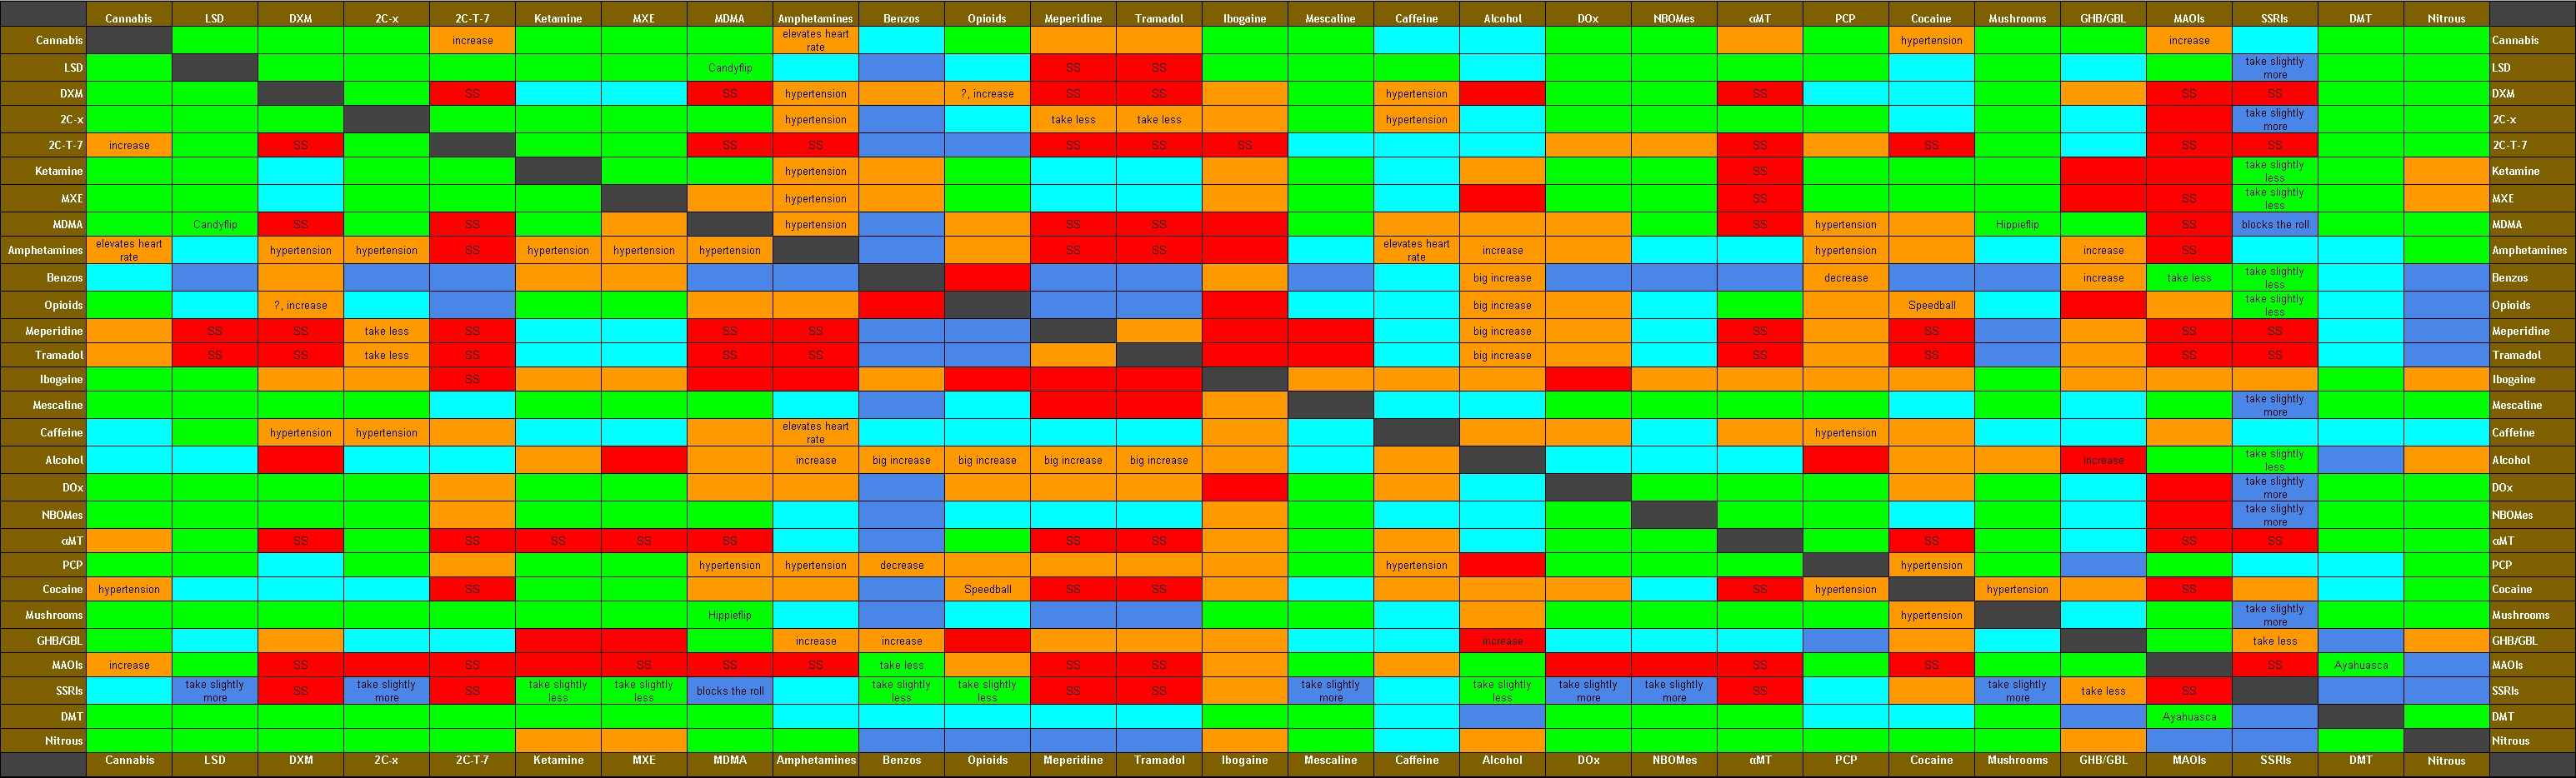 Cannabis LSD DXM 2C-x 2C-T-7 Ketamine MXE MDMA Amphetamines Benzos Opioids Meperidine Tramadol Ibogaine Mescaline Caffeine Alcohol DOx NBOMes αMT PCP Cocaine Mushrooms GHB/GBL MAOIs SSRIs DMT Nitrous
Cannabis increase elevates heart rate hypertension increase Cannabis
LSD Candyflip SS SS take slightly more LSD
DXM SS SS hypertension ?, increase SS SS hypertension SS SS SS DXM
2C-x hypertension take less take less hypertension take slightly more 2C-x
2C-T-7 increase SS SS SS SS SS SS SS SS SS SS 2C-T-7
Ketamine hypertension SS take slightly less Ketamine
MXE hypertension SS SS take slightly less MXE
MDMA Candyflip SS SS hypertension SS SS SS hypertension Hippieflip SS blocks the roll MDMA
Amphetamines elevates heart rate hypertension hypertension SS hypertension hypertension hypertension SS SS elevates heart rate increase hypertension increase SS Amphetamines
Benzos big increase decrease increase take less take slightly less Benzos
Opioids ?, increase big increase Speedball take slightly less Opioids
Meperidine SS SS take less SS SS SS big increase SS SS SS SS Meperidine
Tramadol SS SS take less SS SS SS big increase SS SS SS SS Tramadol
Ibogaine SS Ibogaine
Mescaline take slightly more Mescaline
Caffeine hypertension hypertension elevates heart rate hypertension Caffeine
Alcohol increase big increase big increase big increase big increase increase take slightly less Alcohol
DOx take slightly more DOx
NBOMes take slightly more NBOMes
αMT SS SS SS SS SS SS SS SS SS SS αMT
PCP hypertension hypertension decrease hypertension hypertension PCP
Cocaine hypertension SS Speedball SS SS SS hypertension hypertension SS Cocaine
Mushrooms Hippieflip hypertension take slightly more Mushrooms
GHB/GBL increase increase increase take less GHB/GBL
MAOIs increase SS SS SS SS SS take less SS SS SS SS SS Ayahuasca MAOIs
SSRIs take slightly more SS take slightly more SS take slightly less take slightly less blocks the roll take slightly less take slightly less SS SS take slightly more take slightly less take slightly more take slightly more SS take slightly more take less SS SSRIs
DMT Ayahuasca DMT
Nitrous Nitrous
Cannabis LSD DXM 2C-x 2C-T-7 Ketamine MXE MDMA Amphetamines Benzos Opioids Meperidine Tramadol Ibogaine Mescaline Caffeine Alcohol DOx NBOMes αMT PCP Cocaine Mushrooms GHB/GBL MAOIs SSRIs DMT Nitrous